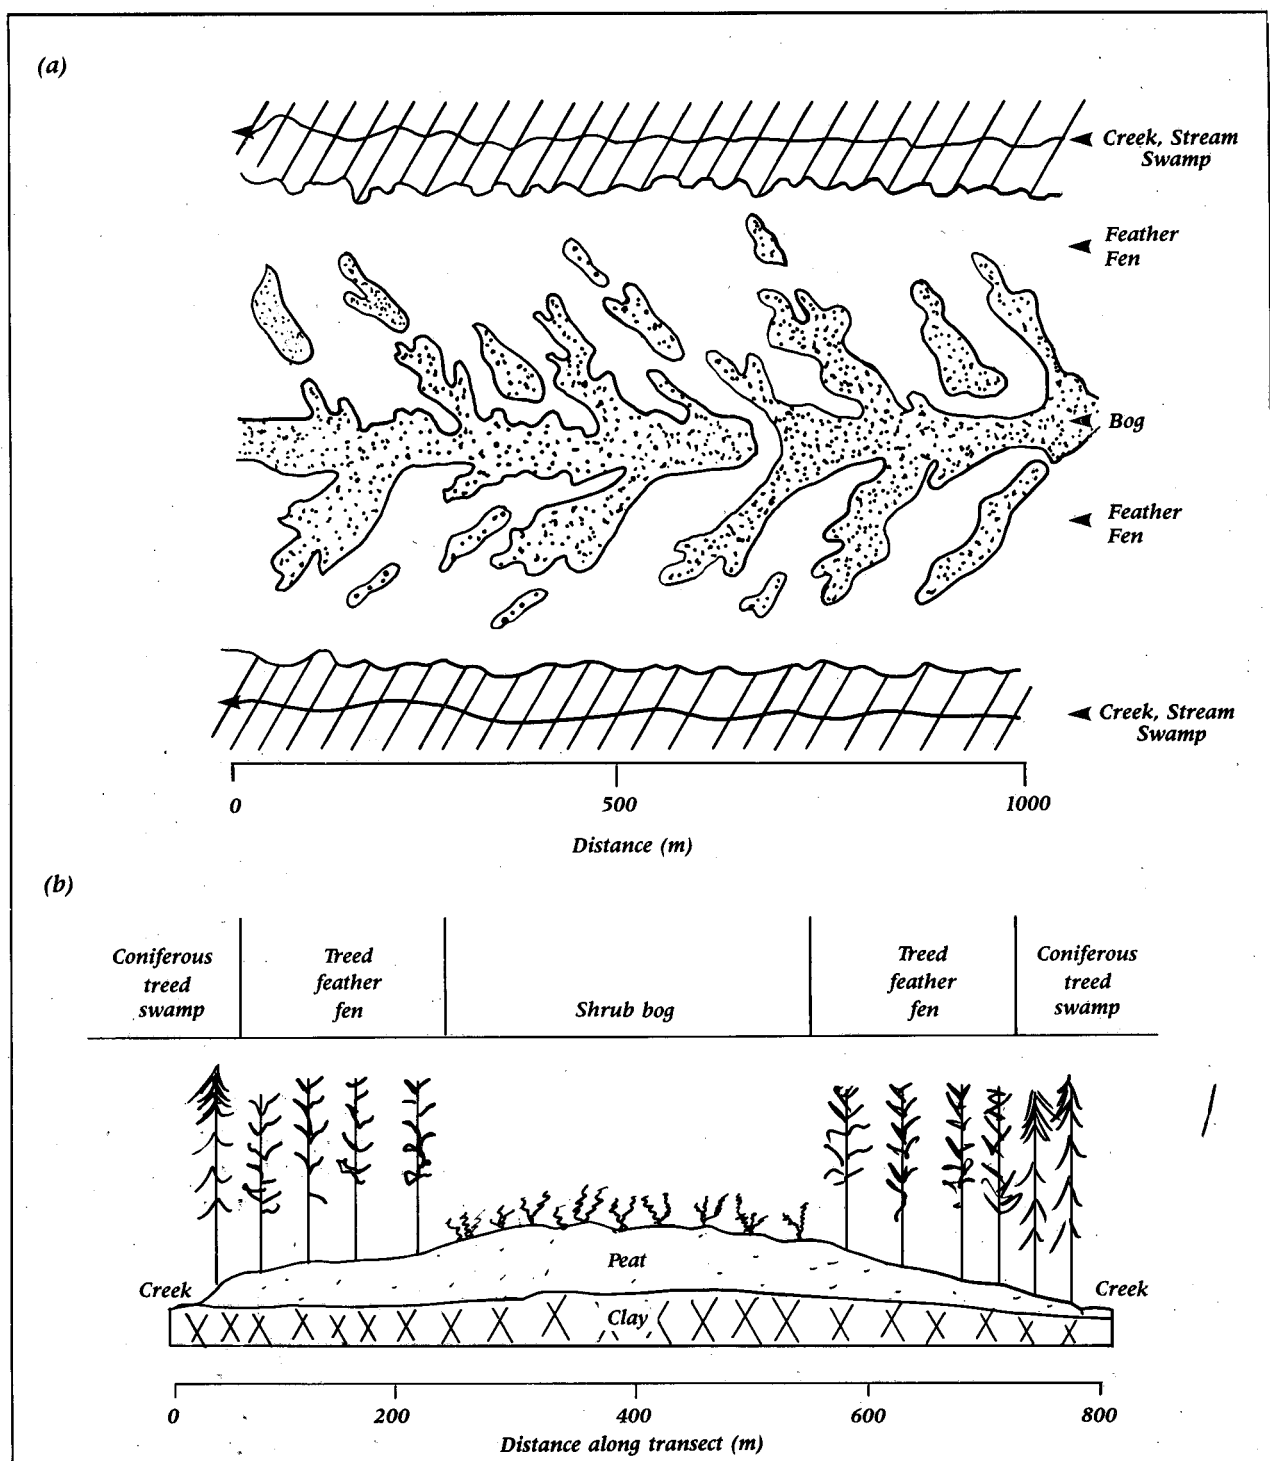 (a)
Creek, Stream
Swamp
Feather
Fen
Bog
Feather
Fen
Creek, Stream
Swamp
0 500 1000
Distance (m)
(b)
Coniferous
treed
swamp
Treed
feather
fen
Shrub bog
Treed
feather
fen
Coniferous
treed
swamp
Peat
Creek
Creek
Clay
0 200 400 600 800
Distance along transect (m)